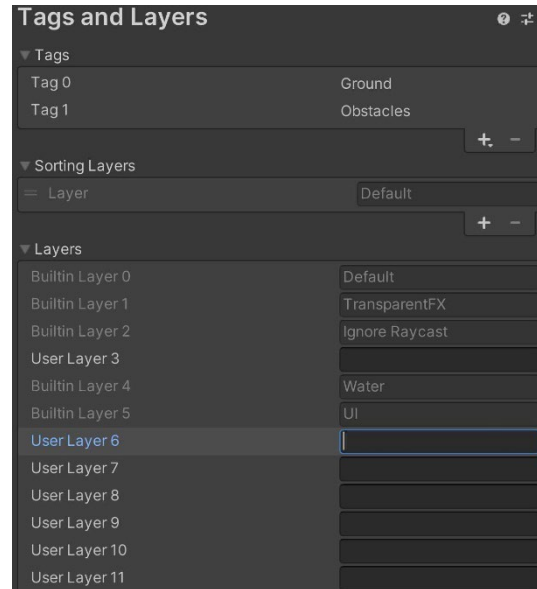 Tags and Layers
Tags
Tag 0 Ground
Tag 1 Obstacles
Sorting Layers
= Layer Default
Layers
Builtin Layer 0 Default
Builtin Layer 1 TransparentFX
Builtin Layer 2 Ignore Raycast
User Layer 3
Builtin Layer 4 Water
Builtin Layer 5 UI
User Layer 6
User Layer 7
User Layer 8
User Layer 9
User Layer 10
User Layer 11